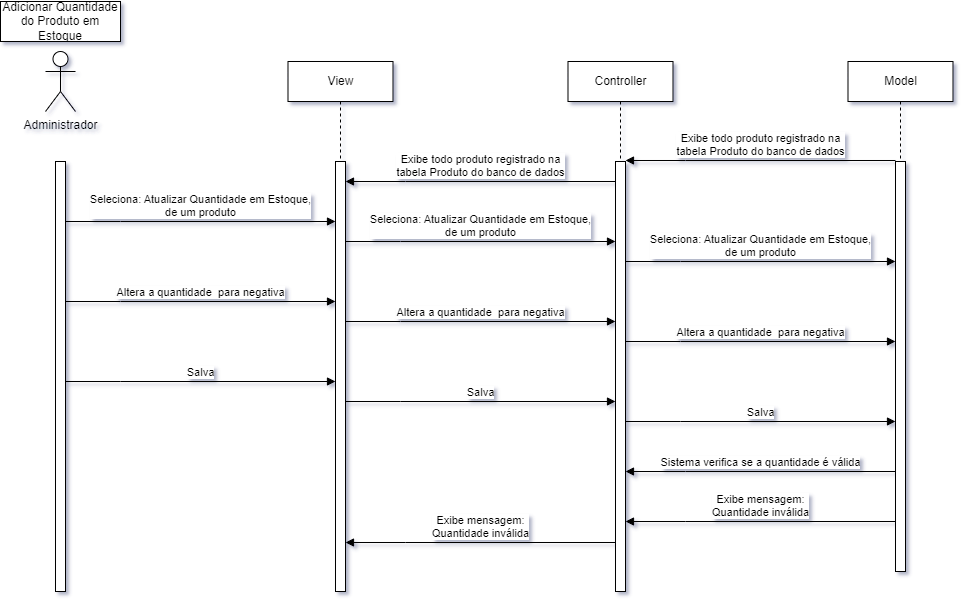 Adicionar Quantidade
do Produto em
Estoque
Administrador
View
Controller
Model
Exibe todo produto registrado na
tabela Produto do banco de dados
Exibe todo produto registrado na
tabela Produto do banco de dados
Seleciona: Atualizar Quantidade em Estoque,
de um produto
Seleciona: Atualizar Quantidade em Estoque,
de um produto
Seleciona: Atualizar Quantidade em Estoque,
de um produto
Altera a quantidade  para negativa
Altera a quantidade  para negativa
Altera a quantidade  para negativa
Salva
Salva
Salva
Sistema verifica se a quantidade é válida
Exibe mensagem:
Quantidade inválida
Exibe mensagem:
Quantidade inválida